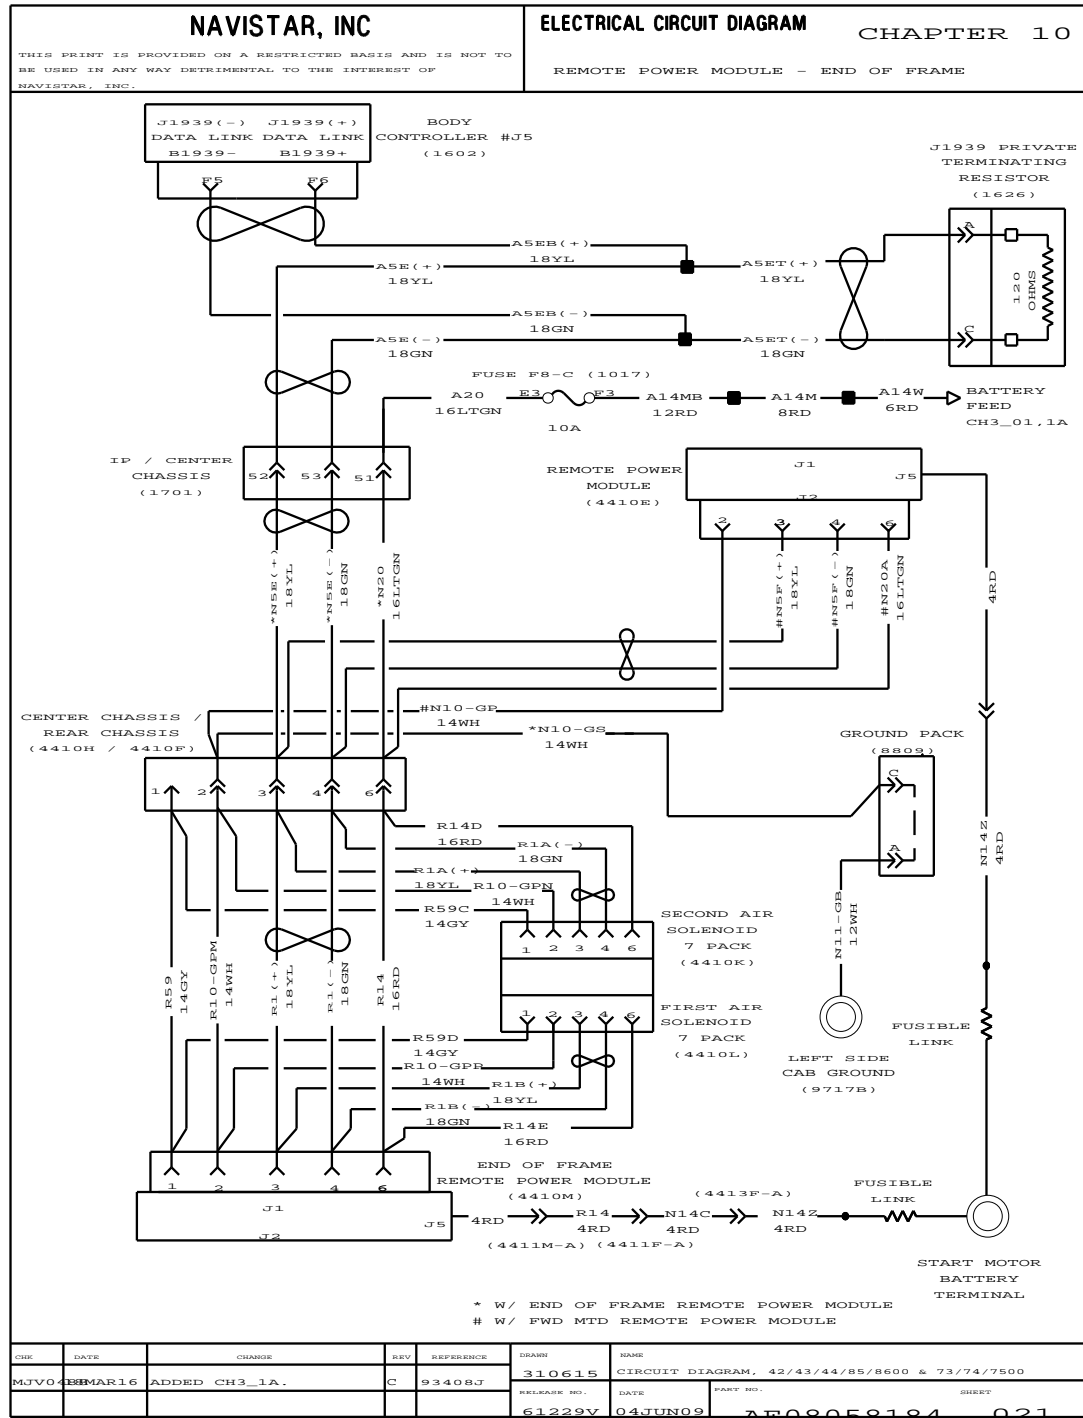 NAVISTAR, INC
THIS PRINT IS PROVIDED ON A RESTRICTED BASIS AND IS NOT TO
BE USED IN ANY WAY DETRIMENTAL TO THE INTEREST OF
NAVISTAR, INC.
ELECTRICAL CIRCUIT DIAGRAM
CHAPTER 10
REMOTE POWER MODULE - END OF FRAME
J1939(-) J1939(+)
DATA LINK DATA LINK
B1939- B1939+
BODY
CONTROLLER #J5
(1602)
F5 F6
J1939 PRIVATE
TERMINATING
RESISTOR
(1626)
A
120
OHMS
C
A5EB(+)
18YL
A5E(+)
18YL
A5ET(+)
18YL
A5EB(-)
18GN
A5E(-)
18GN
A5ET(-)
18GN
FUSE F8-C (1017)
A20
16LTGN
E3 F3
10A
A14MB
12RD
A14M
8RD
A14W
6RD
BATTERY
FEED
CH3_01,1A
IP / CENTER
CHASSIS
(1701)
52 53 51
REMOTE POWER
MODULE
(4410E)
J1
J5
J2
2 3 4 6
*N5E(+)
18YL
*N5E(-)
18GN
*N20
16LTGN
#N5F(+)
18YL
#N5F(-)
18GN
#N20A
16LTGN
4RD
CENTER CHASSIS /
REAR CHASSIS
(4410H / 4410F)
#N10-GP
14WH
*N10-GS
14WH
GROUND PACK
(8809)
C
A
1 2 3 4 6
R14D
16RD
R1A(-)
18GN
R1A(+)
18YL
R10-GPN
14WH
R59C
14GY
N14Z
4RD
N11-GB
12WH
SECOND AIR
SOLENOID
7 PACK
(4410K)
1 2 3 4 6
R59
14GY
R10-GPM
14WH
R1(+)
18YL
R1(-)
18GN
R14
16RD
FIRST AIR
SOLENOID
7 PACK
(4410L)
1 2 3 4 6
FUSIBLE
LINK
LEFT SIDE
CAB GROUND
(9717B)
R59D
14GY
R10-GPR
14WH
R1B(+)
18YL
R1B(-)
18GN
R14E
16RD
1 2 3 4 6
J1
J5
J2
END OF FRAME
REMOTE POWER MODULE
(4410M)
4RD
R14
4RD
(4413F-A)
N14C
4RD
N14Z
4RD
(4411M-A) (4411F-A)
FUSIBLE
LINK
START MOTOR
BATTERY
TERMINAL
* W/ END OF FRAME REMOTE POWER MODULE
# W/ FWD MTD REMOTE POWER MODULE
CHK DATE CHANGE REV REFERENCE
ADDED CH3_1A. C 93408J
DRAWN
310615
NAME
CIRCUIT DIAGRAM, 42/43/44/85/8600 & 73/74/7500
RELEASE NO.
61229V
DATE
04JUN09
PART NO.
AF08058184
SHEET
021